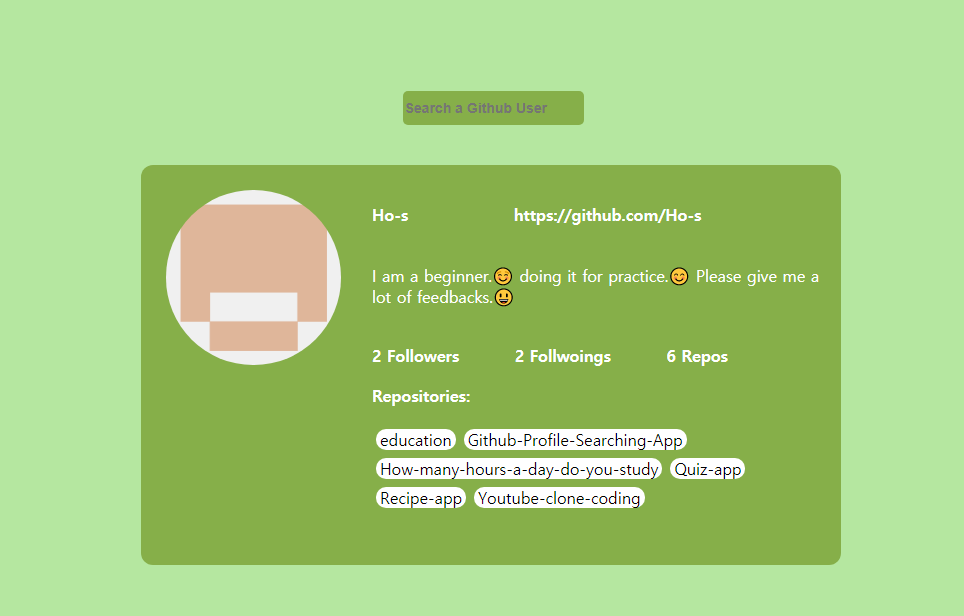 Search a Github User
Ho-s https://github.com/Ho-s
I am a beginner.😊 doing it for practice.😊 Please give me a
lot of feedbacks.😃
2 Followers 2 Follwoings 6 Repos
Repositories:
education Github-Profile-Searching-App
How-many-hours-a-day-do-you-study Quiz-app
Recipe-app Youtube-clone-coding